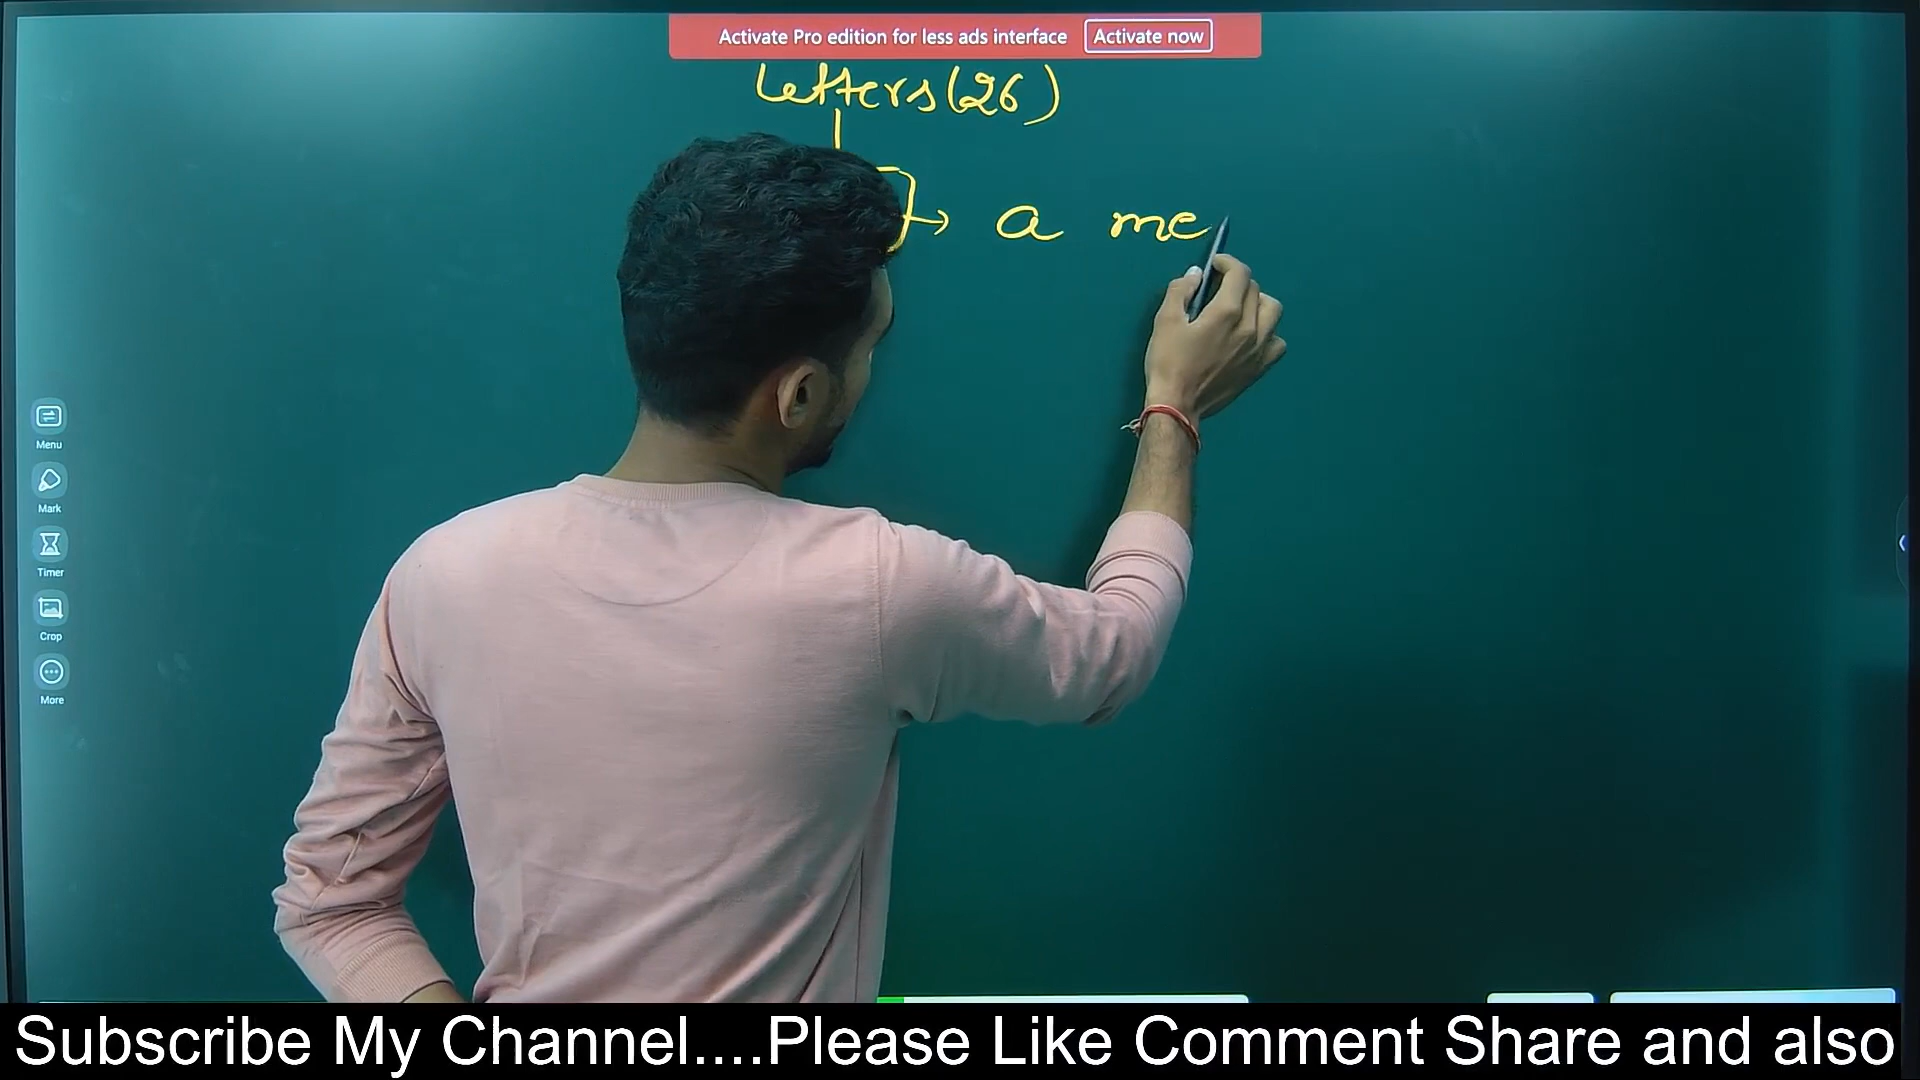 Activate Pro edition for less ads interface Activate now
Letters(26)
→ a me
Menu
Mark
Timer
Crop
More
Subscribe My Channel....Please Like Comment Share and also